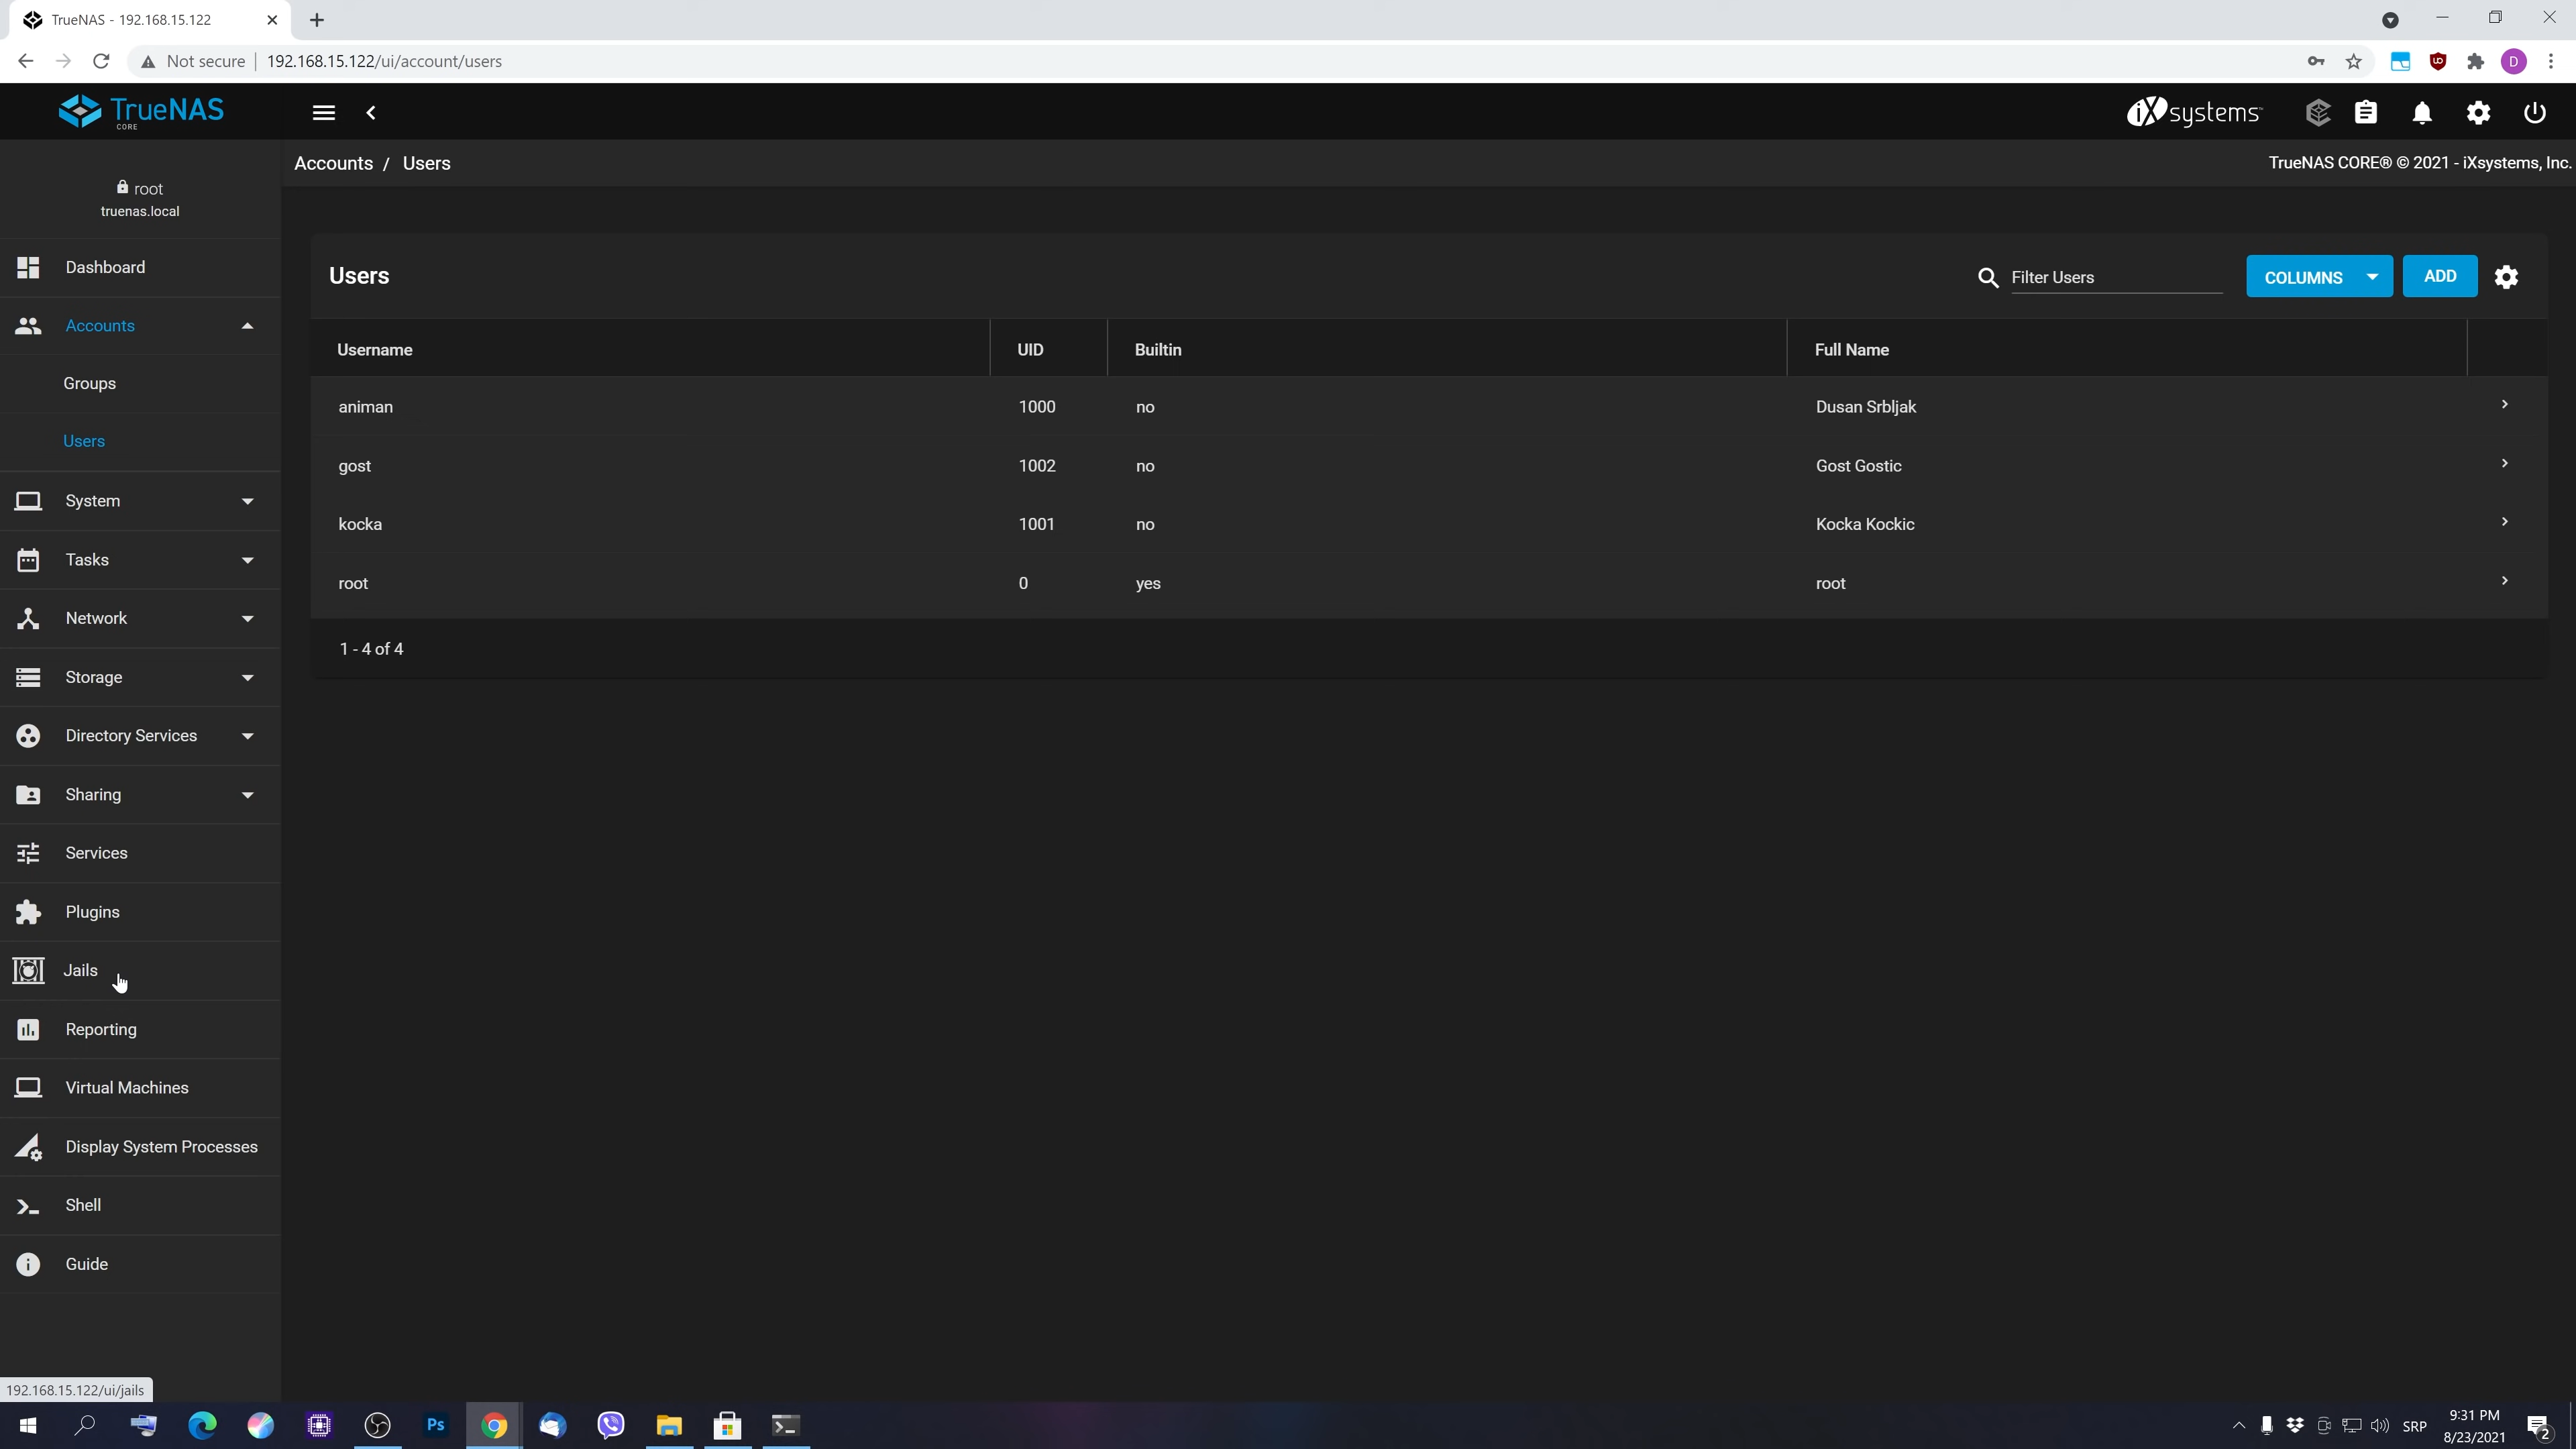 TrueNAS - 192.168.15.122
Not secure | 192.168.15.122/ui/account/users
D
TrueNAS
CORE
iXsystems
Accounts / Users
TrueNAS CORE® © 2021 - iXsystems, Inc.
root
truenas.local
Dashboard
Accounts
Groups
Users
System
Tasks
Network
Storage
Directory Services
Sharing
Services
Plugins
Jails
Reporting
Virtual Machines
Display System Processes
Shell
Guide
Users
Filter Users
COLUMNS
ADD
Username UID Builtin Full Name
animan 1000 no Dusan Srbljak
gost 1002 no Gost Gostic
kocka 1001 no Kocka Kockic
root 0 yes root
1 - 4 of 4
192.168.15.122/ui/jails
Ps
SRP
9:31 PM
8/23/2021
2